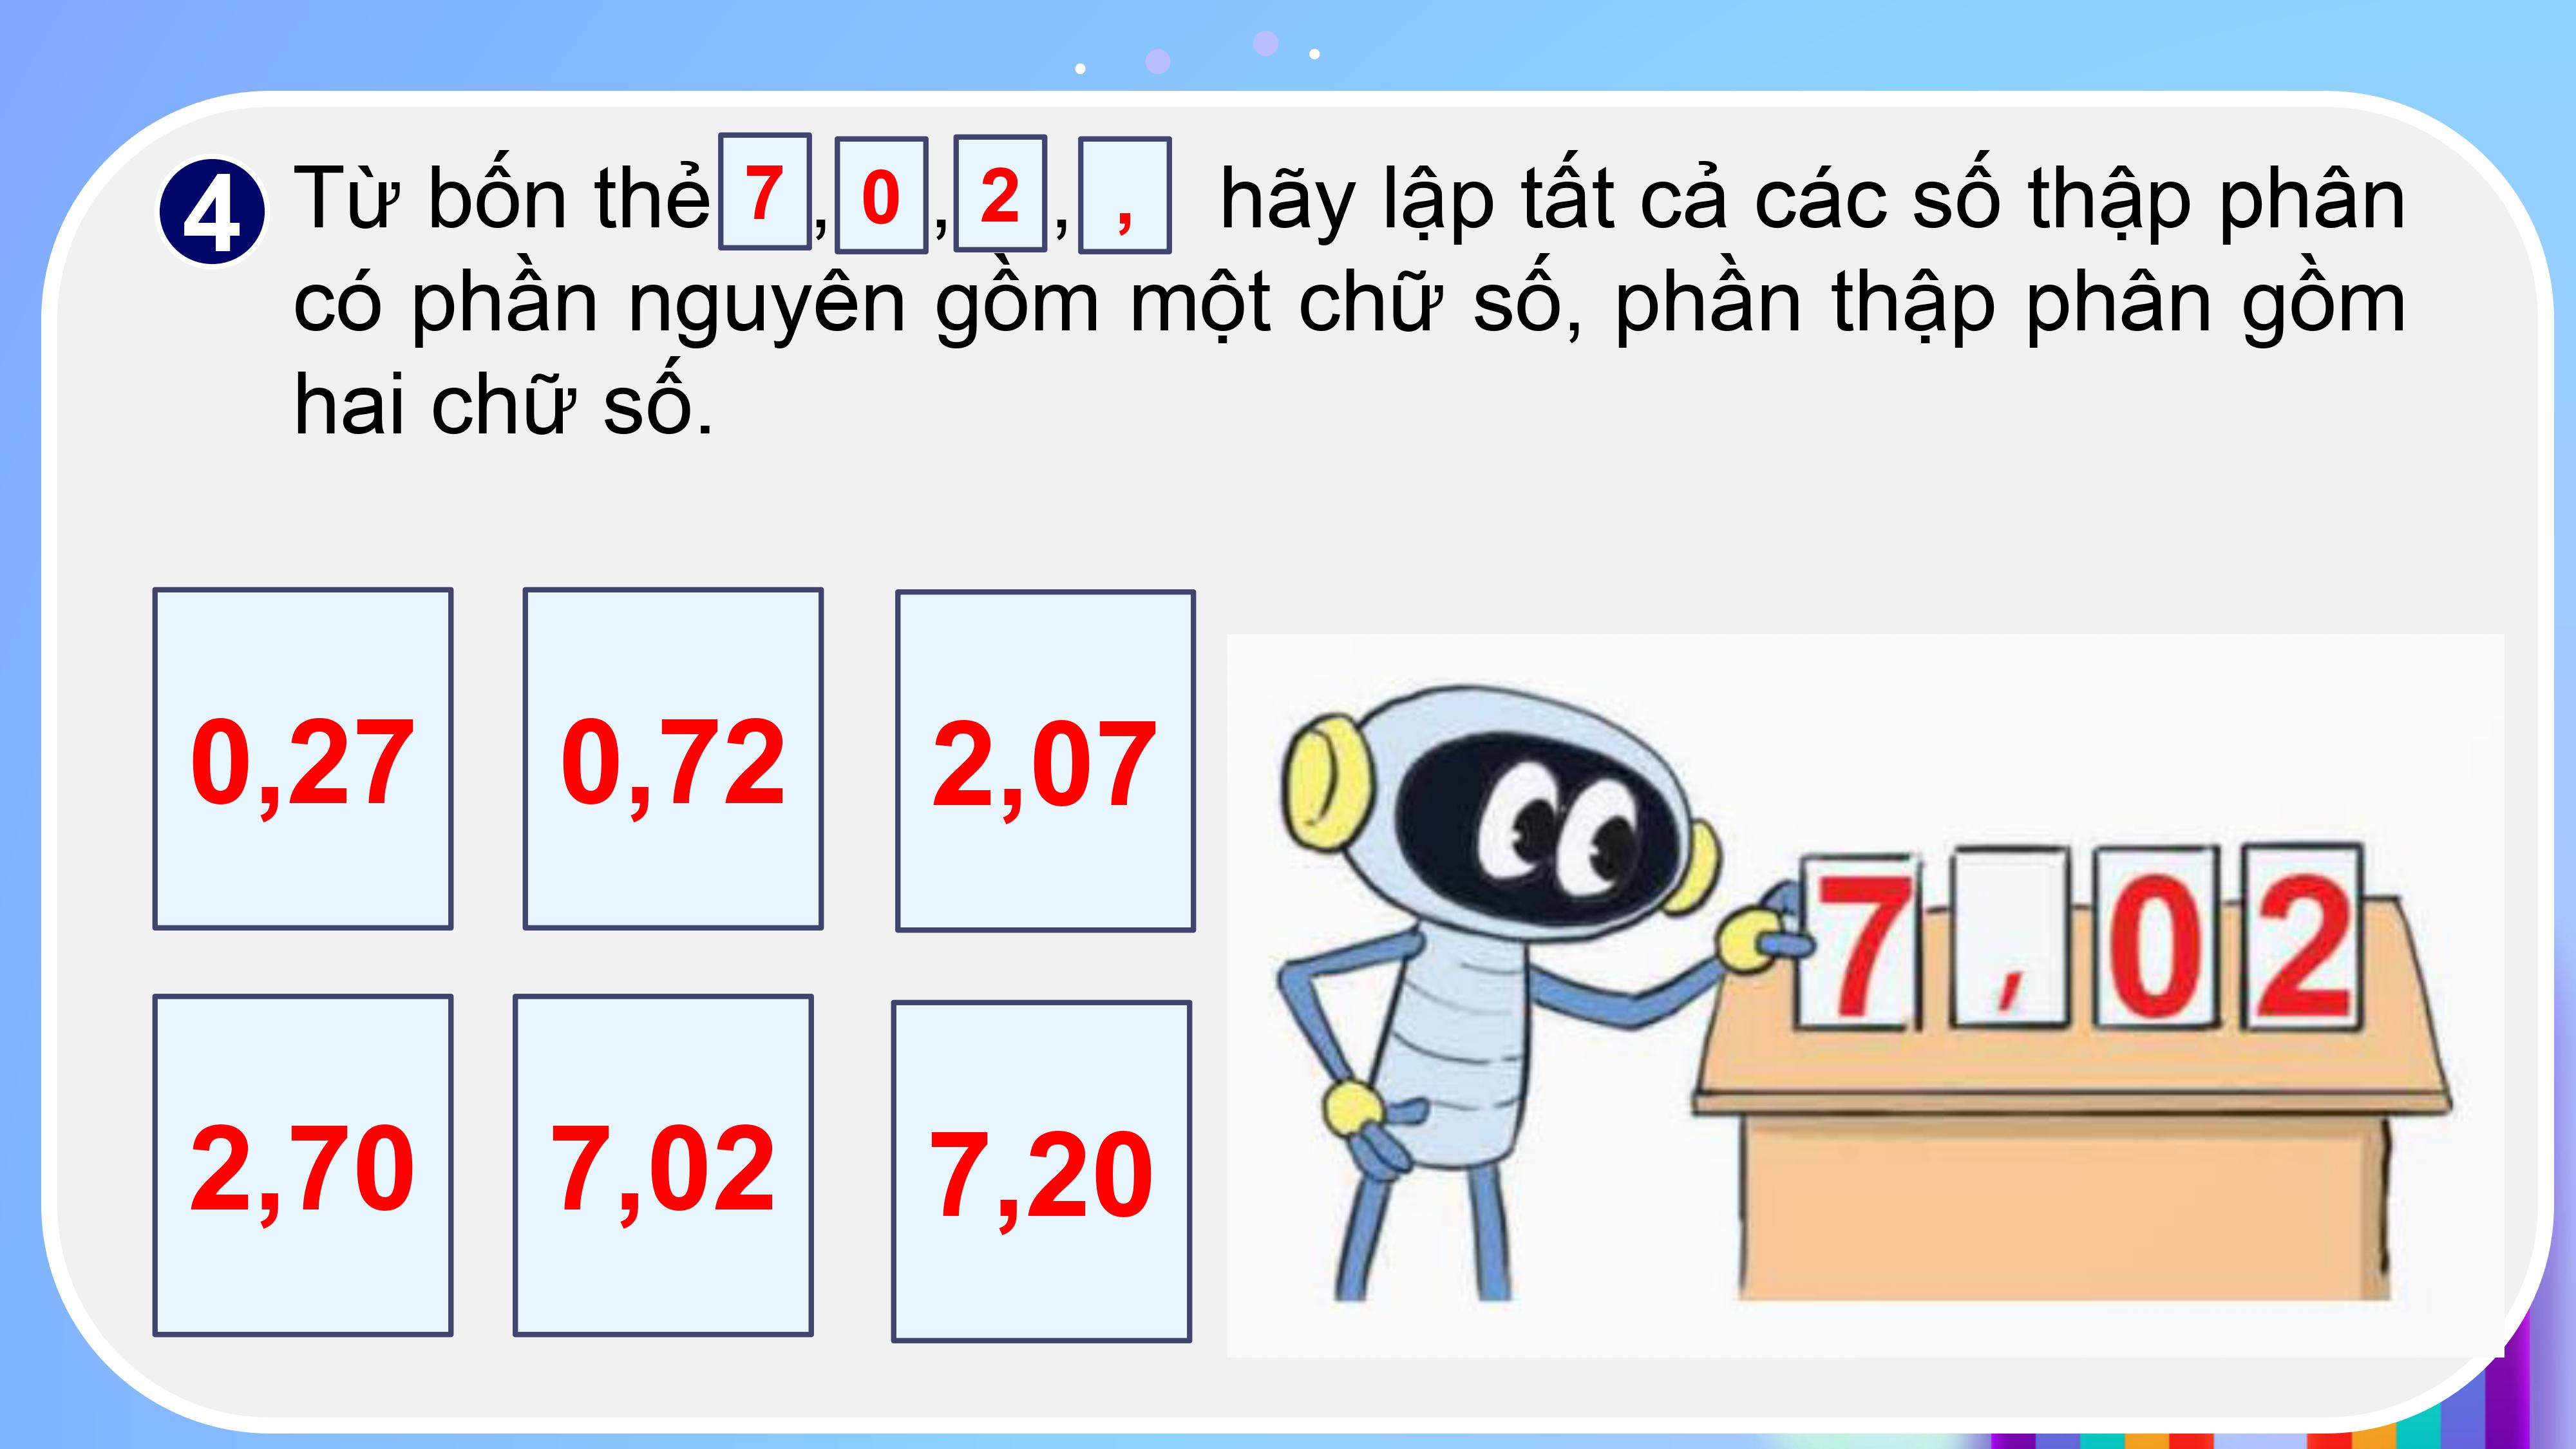 4 Từ bốn thẻ 7 , 0 , 2 , , hãy lập tất cả các số thập phân
có phần nguyên gồm một chữ số, phần thập phân gồm
hai chữ số.
0,27 0,72 2,07
7 , 0 2
2,70 7,02 7,20